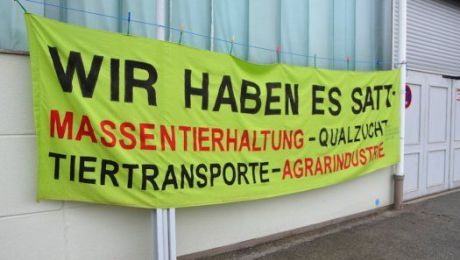 WIR HABEN ES SATT-
MASSENTIERHALTUNG-QUALZUCHT-
TIERTRANSPORTE-AGRARINDUSTRIE